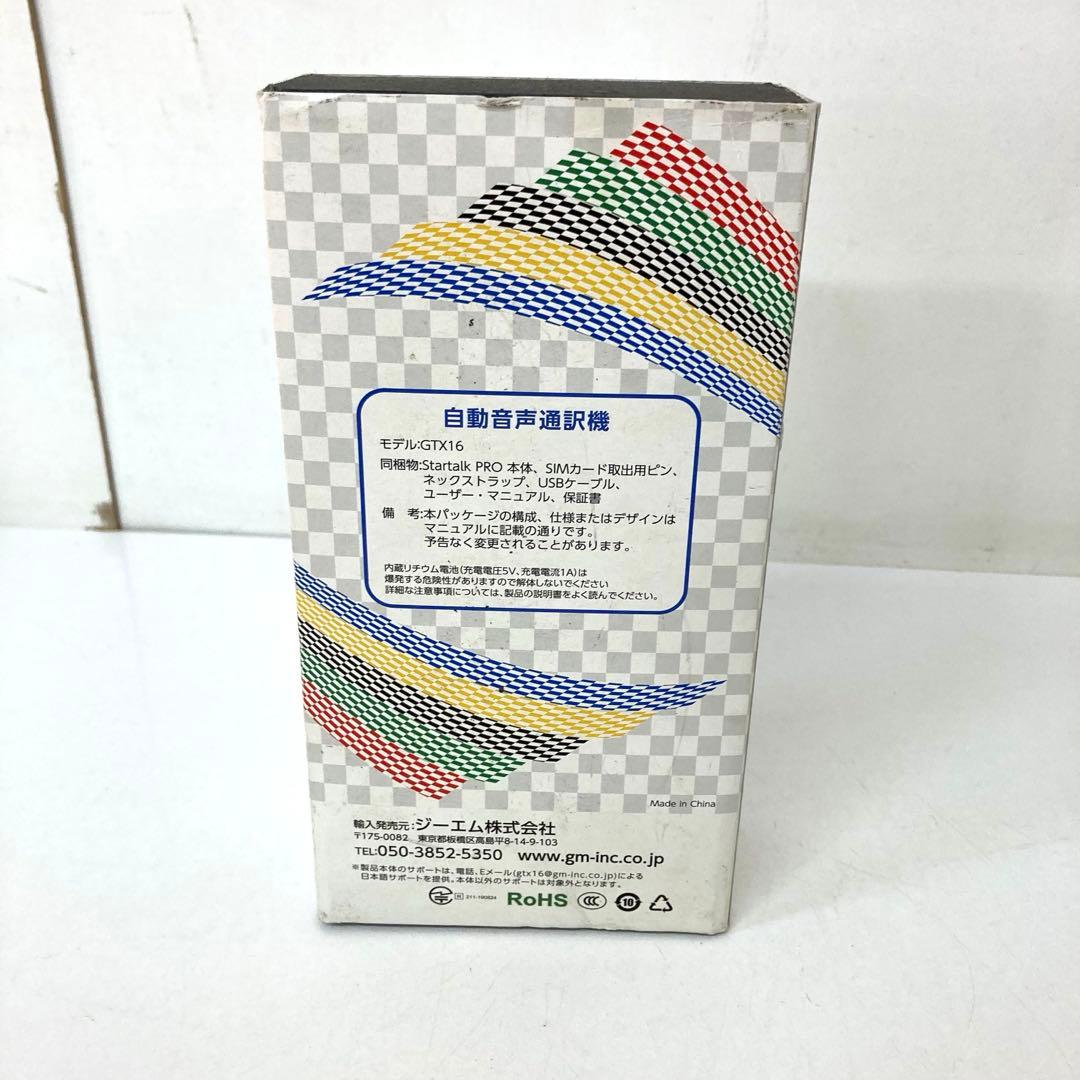 自動音声通訳機
モデル:GTX16
同梱物:Startalk PRO 本体、SIMカード取出用ピン、
ネックストラップ、USBケーブル、
ユーザー・マニュアル、保証書
備 考:本パッケージの構成、仕様またはデザインは
マニュアルに記載の通りです。
予告なく変更されることがあります。
内蔵リチウム電池(充電電圧5V、充電電流1A)は
爆発する危険性がありますので解体しないでください
詳細な注意事項については、製品の説明書をよく読んでください。
Made in China
輸入発売元:ジーエム株式会社
〒175-0082 東京都板橋区高島平8-14-9-103
TEL:050-3852-5350 www.gm-inc.co.jp
※製品本体のサポートは、電話、Eメール(gtx16@gm-inc.co.jp)による
日本語サポートを提供。本体以外のサポートは対象外となります。
R 211-190624 RoHS CCC 10